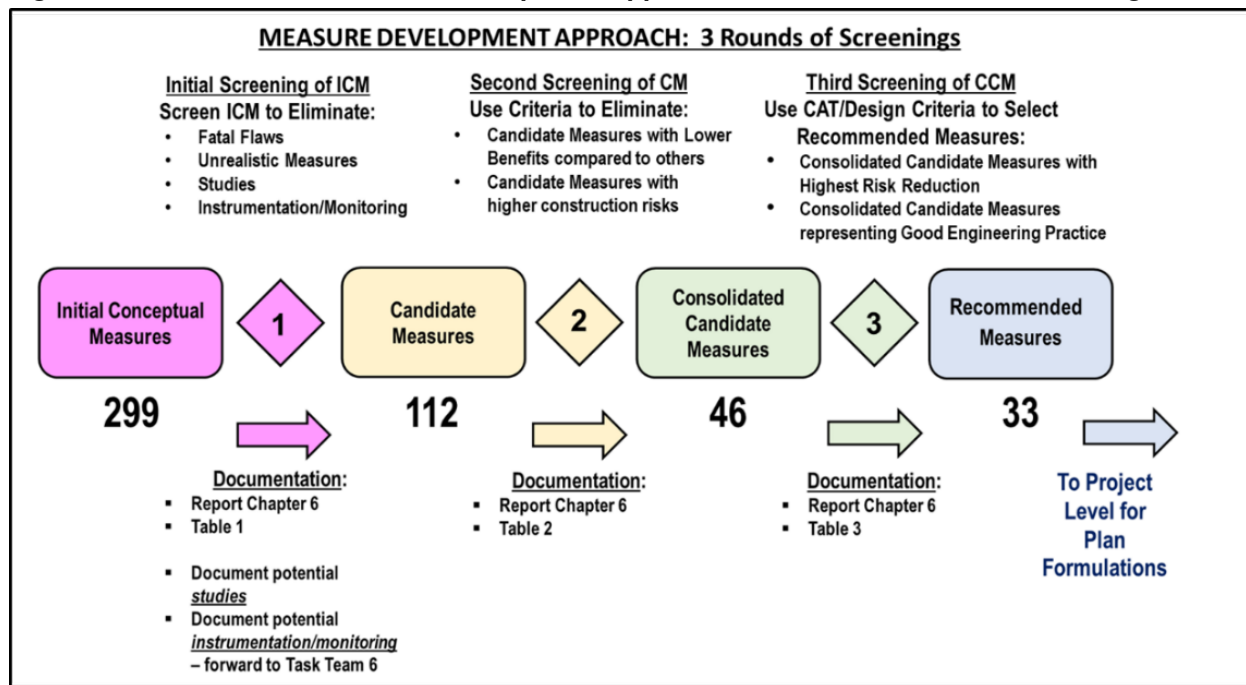 MEASURE DEVELOPMENT APPROACH: 3 Rounds of Screenings
Initial Screening of ICM
Screen ICM to Eliminate:
• Fatal Flaws
• Unrealistic Measures
• Studies
• Instrumentation/Monitoring
Second Screening of CM
Use Criteria to Eliminate:
• Candidate Measures with Lower
Benefits compared to others
• Candidate Measures with
higher construction risks
Third Screening of CCM
Use CAT/Design Criteria to Select
Recommended Measures:
• Consolidated Candidate Measures with
Highest Risk Reduction
• Consolidated Candidate Measures
representing Good Engineering Practice
Initial Conceptual
Measures
1
Candidate
Measures
2
Consolidated
Candidate
Measures
3
Recommended
Measures
299
112
46
33
Documentation:
▪ Report Chapter 6
▪ Table 1
▪ Document potential
studies
▪ Document potential
instrumentation/monitoring
– forward to Task Team 6
Documentation:
▪ Report Chapter 6
▪ Table 2
Documentation:
▪ Report Chapter 6
▪ Table 3
To Project
Level for
Plan
Formulations